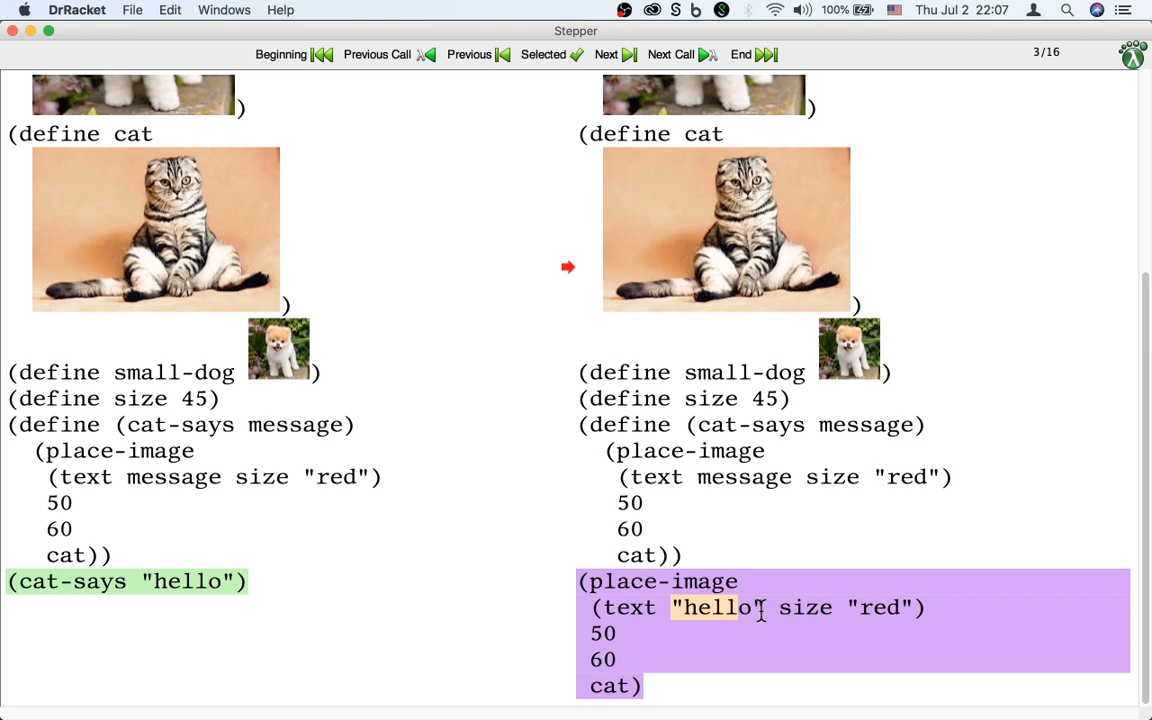 DrRacket File Edit Windows Help 100% Thu Jul 2 22:07
Stepper
Beginning Previous Call Previous Selected Next Next Call End 3/16
)
(define cat
)
(define small-dog )
(define size 45)
(define (cat-says message)
(place-image
(text message size "red")
50
60
cat))
(cat-says "hello")
)
(define cat
)
(define small-dog )
(define size 45)
(define (cat-says message)
(place-image
(text message size "red")
50
60
cat))
(place-image
(text "hello" size "red")
50
60
cat)